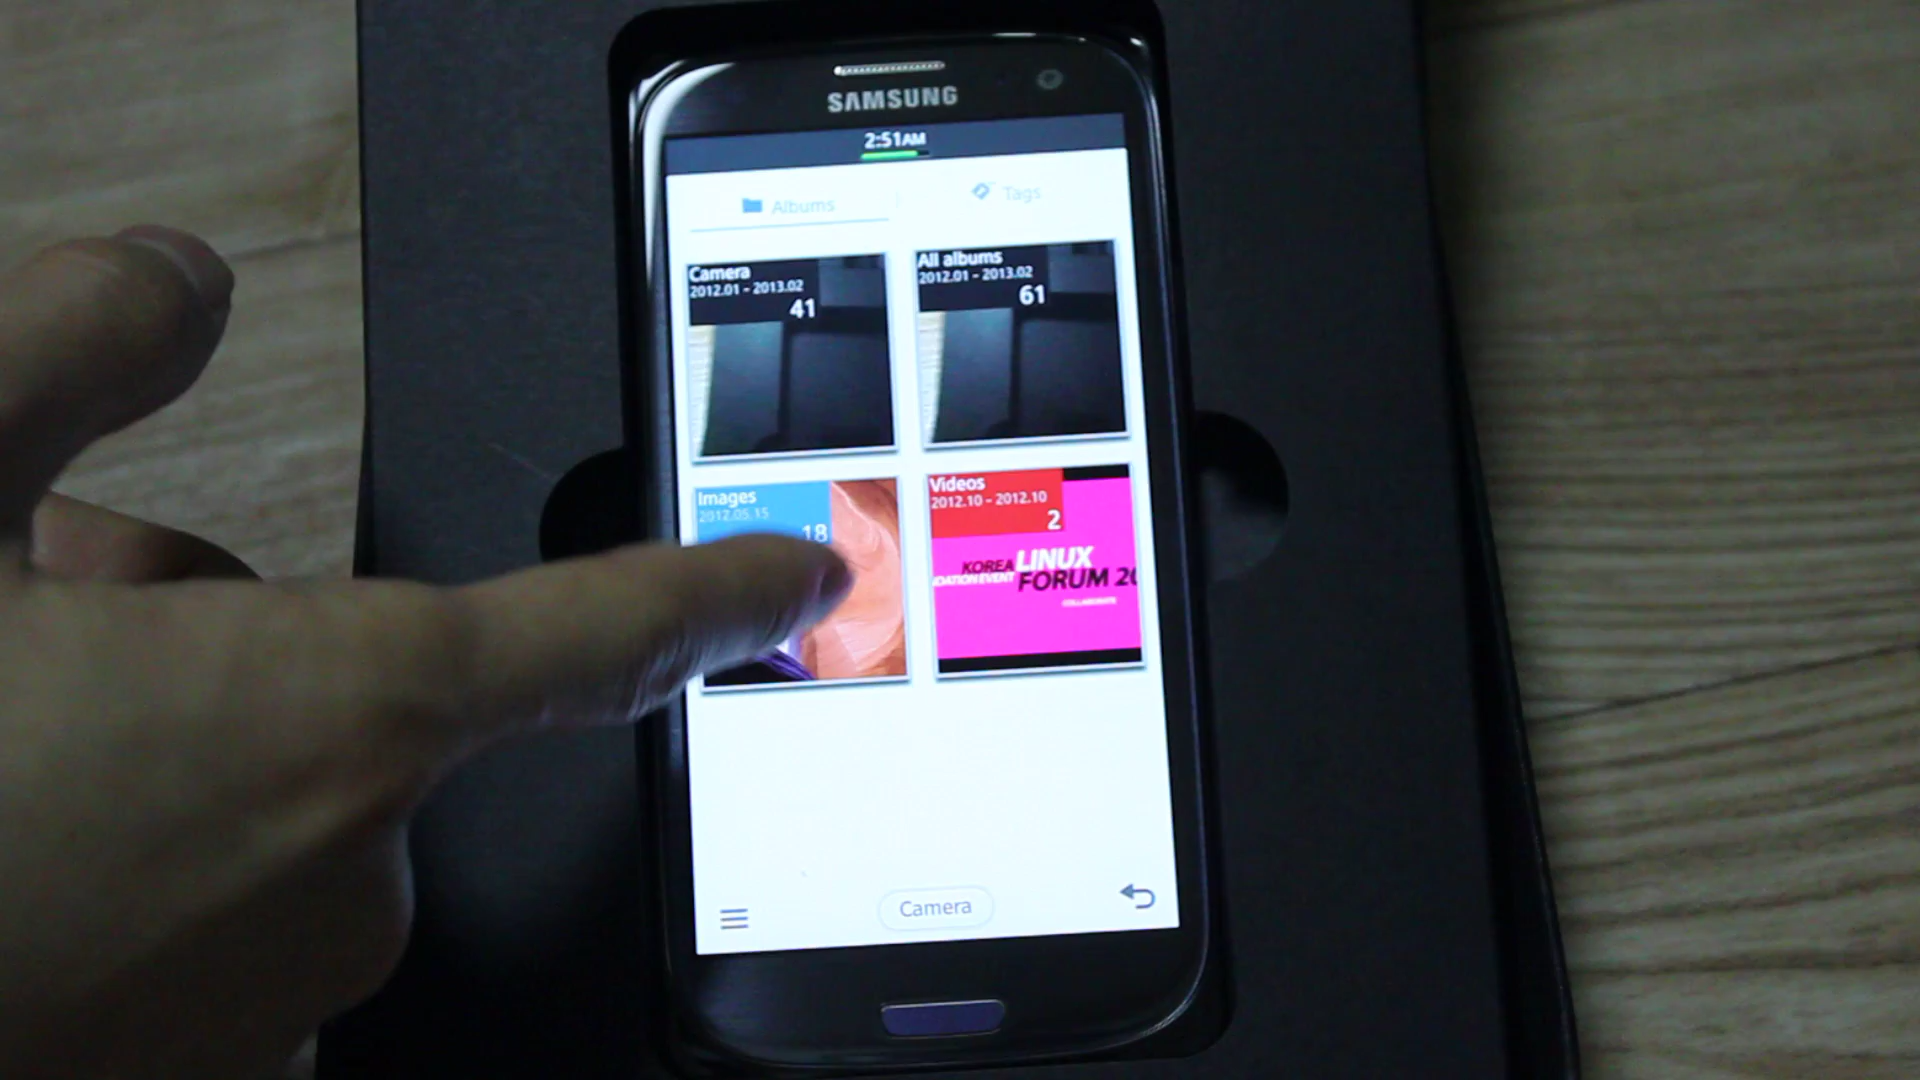 SAMSUNG
2:51AM
Albums
Tags
Camera
2012.01 - 2013.02
41
All albums
2012.01 - 2013.02
61
Images
2012.05.15
18
Videos
2012.10 - 2012.10
2
KOREA LINUX
FORUM
COLLABORATE
Camera